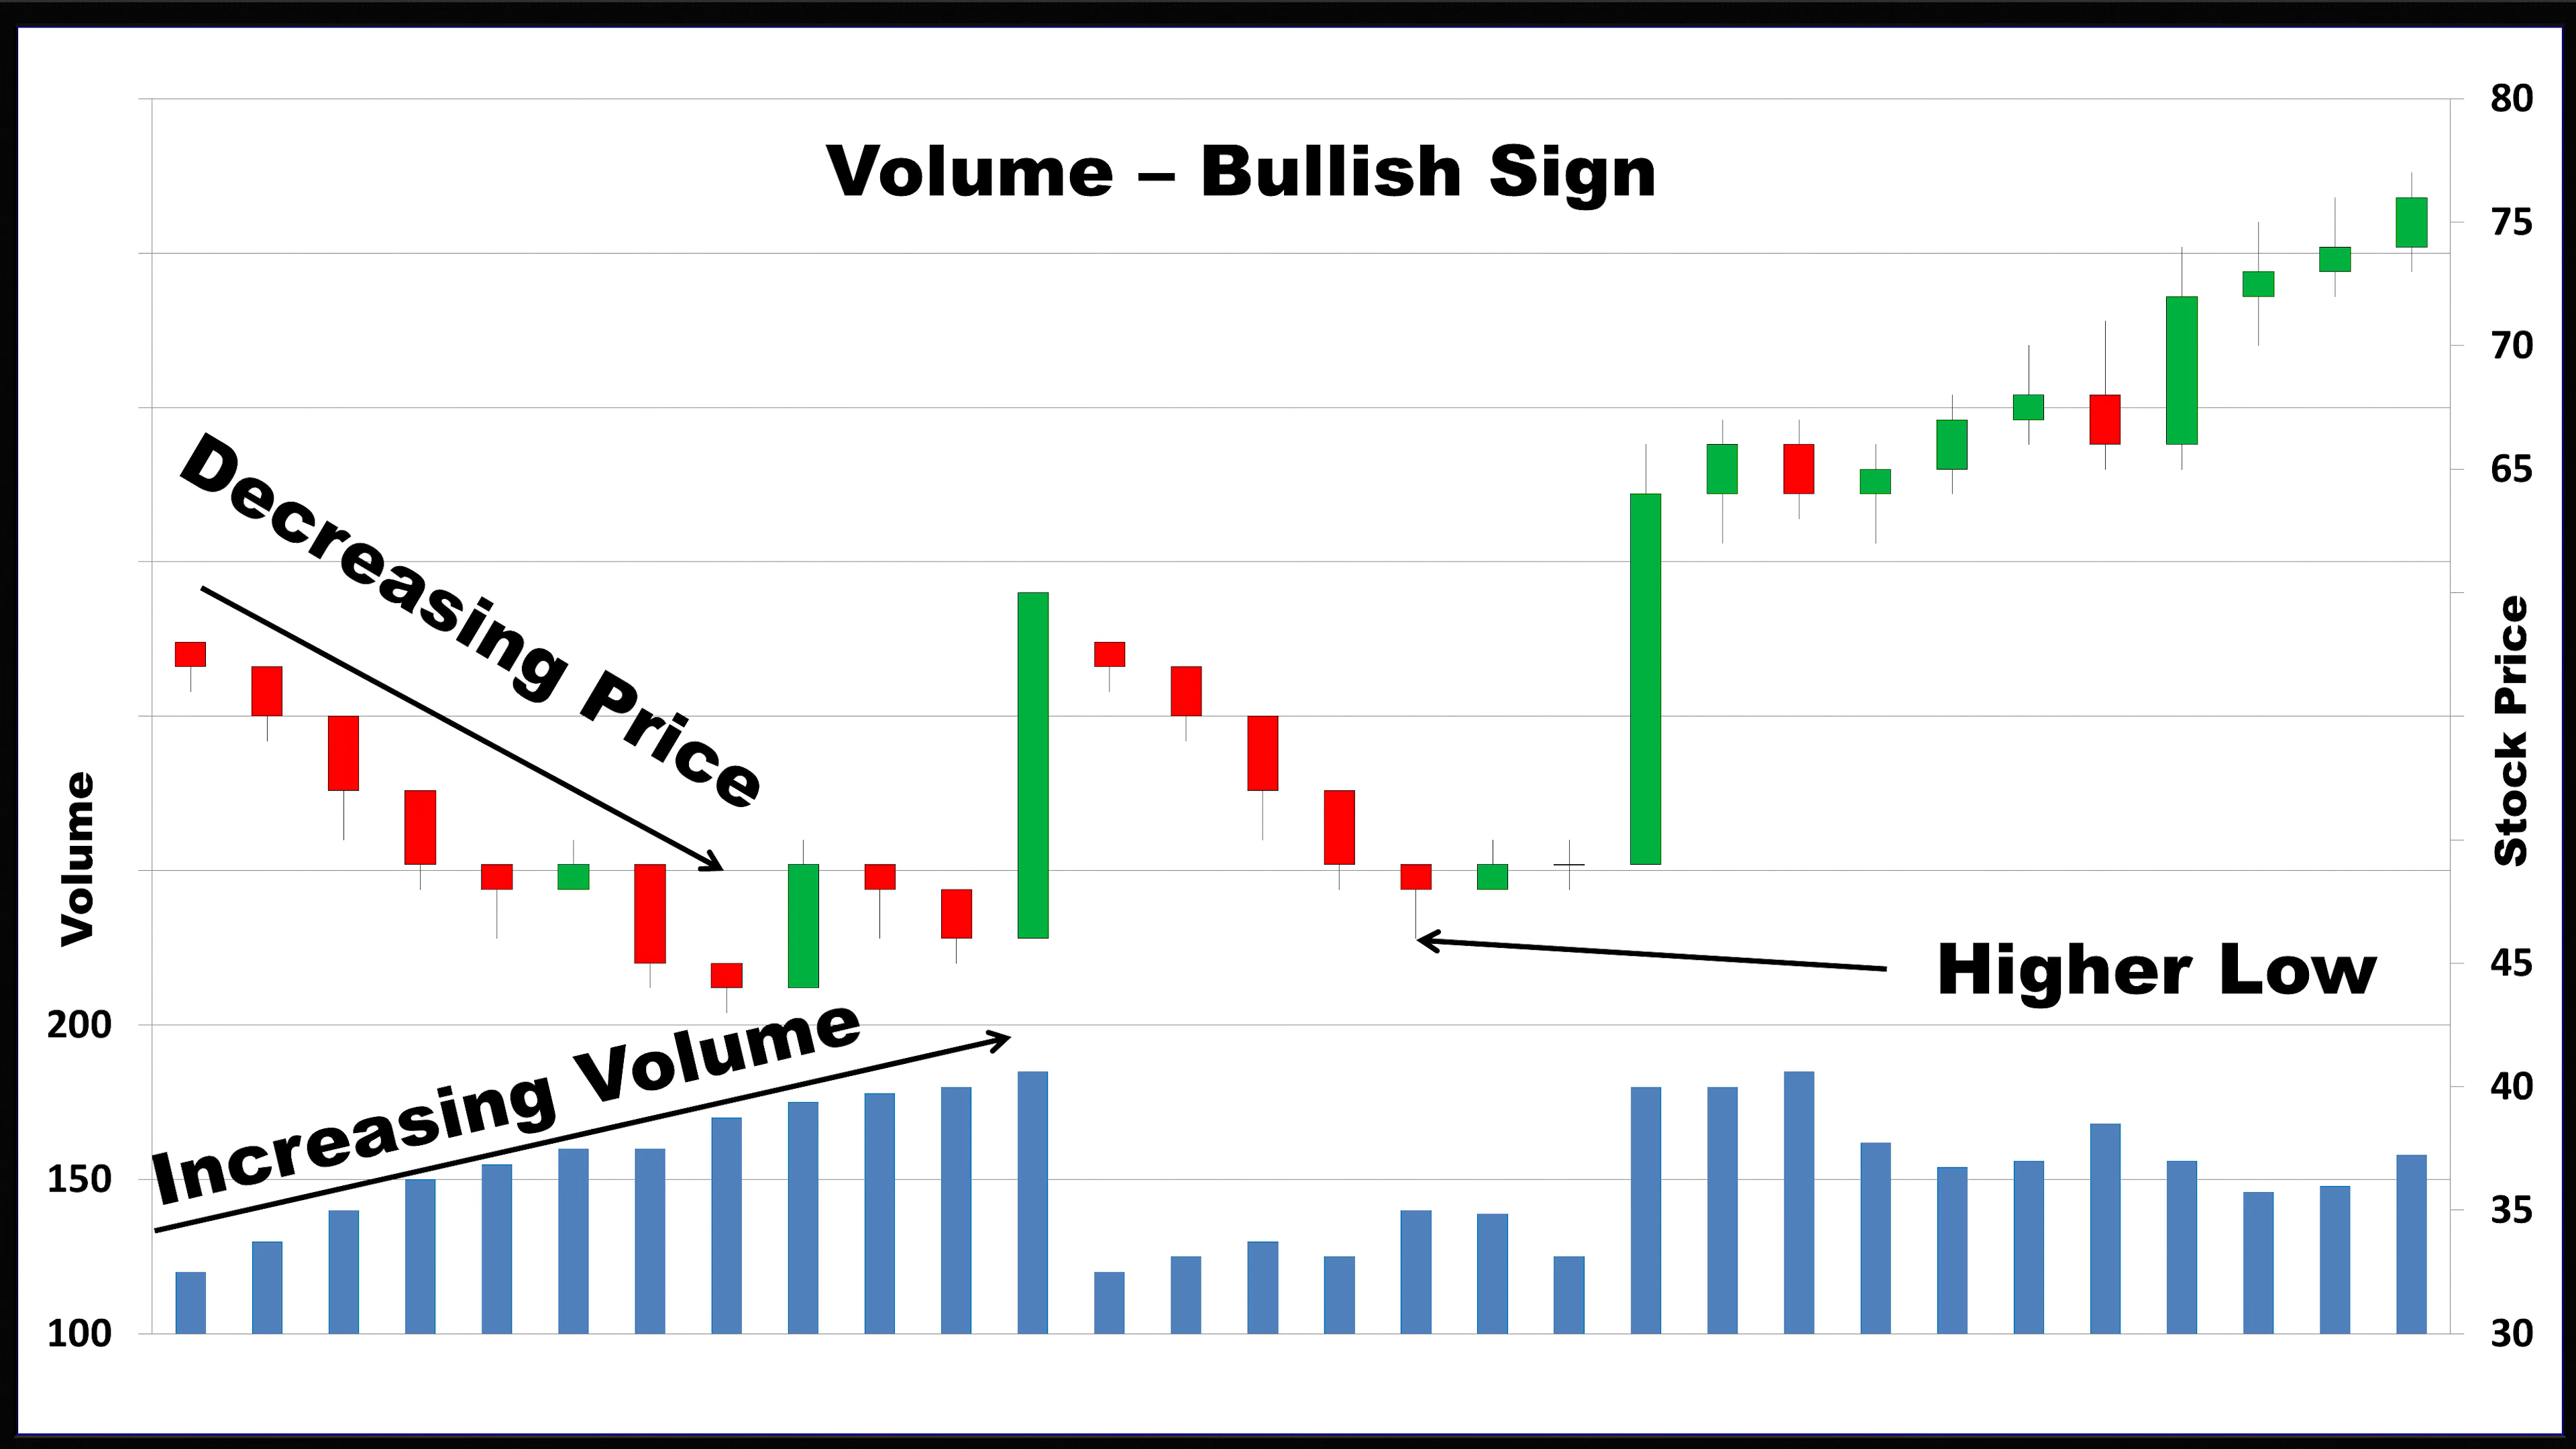 Volume – Bullish Sign
Decreasing Price
Increasing Volume
Higher Low
Volume
200
150
100
Stock Price
80
75
70
65
45
40
35
30